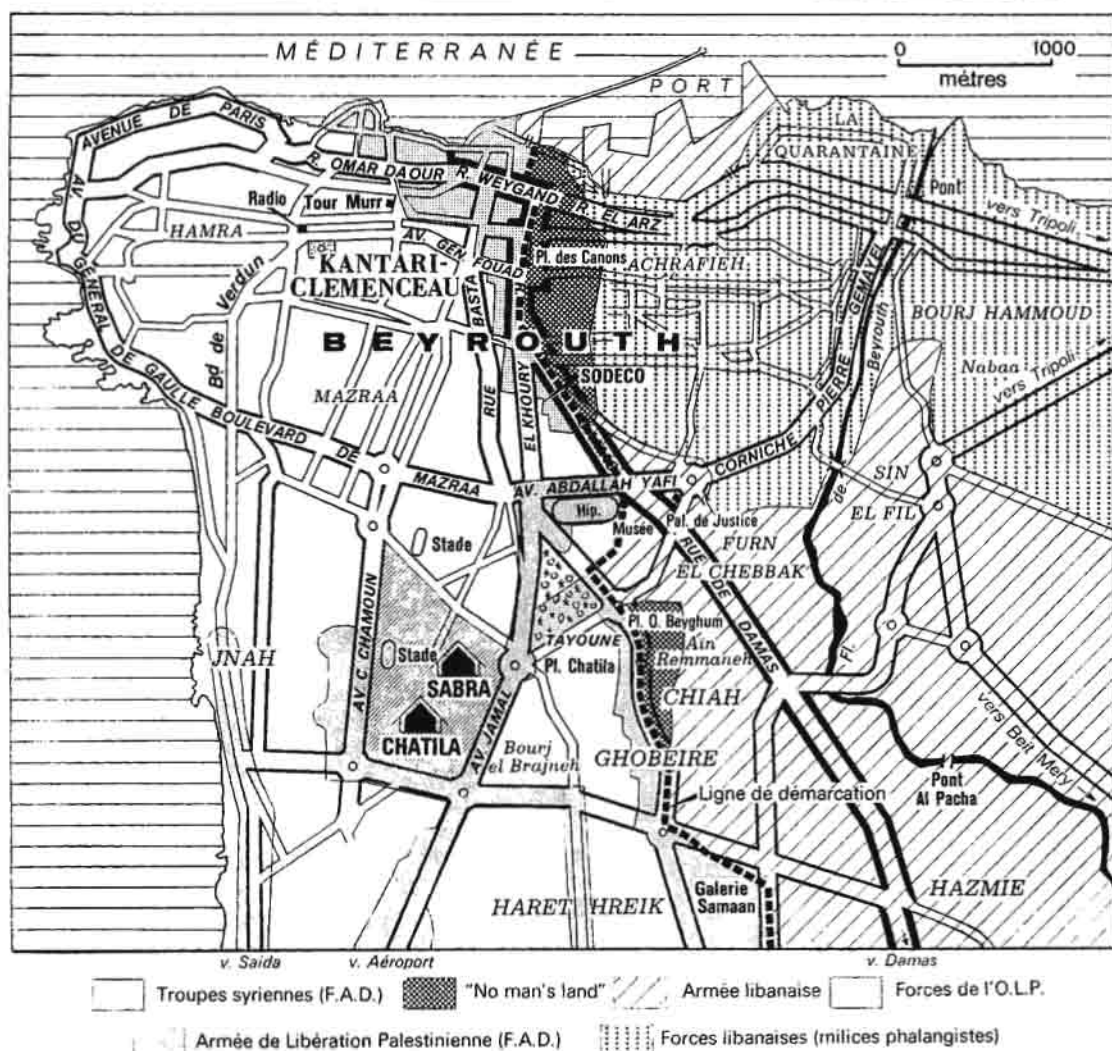 MÉDITERRANÉE
0 1000
mètres
PORT
LA
QUARANTAINE
AVENUE DE PARIS
R. OMAR DAOUR
R. WEYGAND
R. EL ARZ
Pont
vers Tripoli
Radio
Tour Murr
HAMRA
AV. GEN. FOUAD
Pl. des Canons
ACHRAFIEH
KANTARI-
CLEMENCEAU
AV. DU GÉNÉRAL DE GAULLE
Bd de Verdun
RUE BASTA
BEYROUTH
SODECO
CORNICHE PIERRE GEMAYEL
BOURJ HAMMOUD
Nabaa
vers Tripoli
MAZRAA
EL KHOURY
BOULEVARD DE MAZRAA
AV. ABDALLAH YAFI
Fl. de Beyrouth
SIN
EL FIL
Stade
Hip.
Musée
Pal. de Justice
FURN
EL CHEBBAK
RUE DE DAMAS
AV. C. CHAMOUN
JNAH
Stade
SABRA
CHATILA
TAYOUNE
Pl. Chatila
Pl. O. Beyghum
Ain
Remmaneh
CHIAH
AV. JAMAL
Bourj
el Brajneh
GHOBEIRE
Ligne de démarcation
vers Beit Mery
Pont
Al Pacha
Galerie
Samaan
HARET HREIK
HAZMIE
v. Saida
v. Aéroport
v. Damas
Troupes syriennes (F.A.D.)
"No man's land"
Armée libanaise
Forces de l'O.L.P.
Armée de Libération Palestinienne (F.A.D.)
Forces libanaises (milices phalangistes)